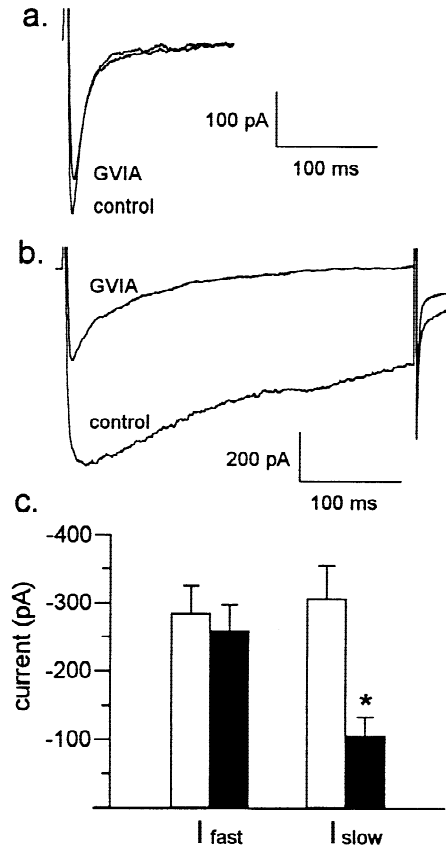 a.
100 pA
100 ms
GVIA
control
b.
GVIA
control
200 pA
100 ms
c.
-400
-300
-200
-100
current (pA)
*
I fast
I slow